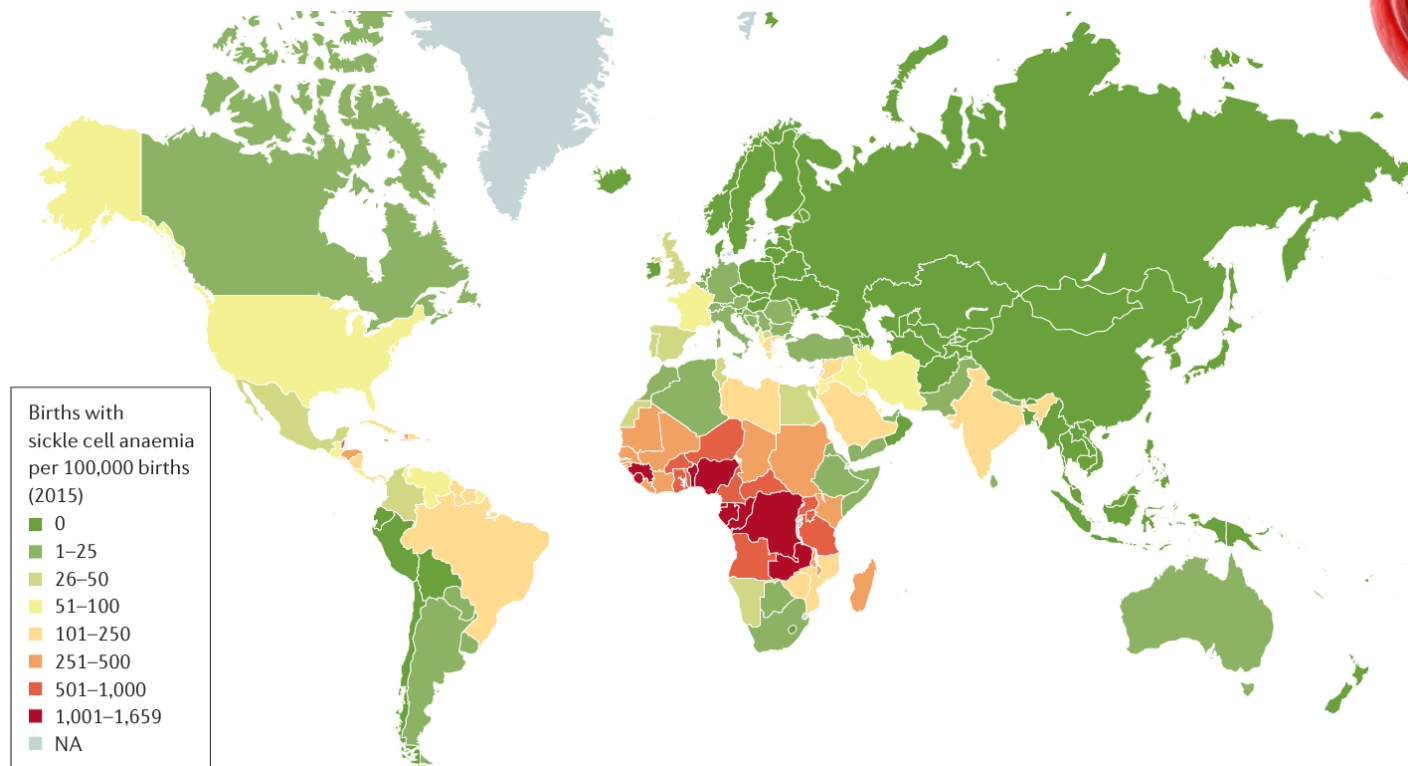 Births with
sickle cell anaemia
per 100,000 births
(2015)
0
1–25
26–50
51–100
101–250
251–500
501–1,000
1,001–1,659
NA